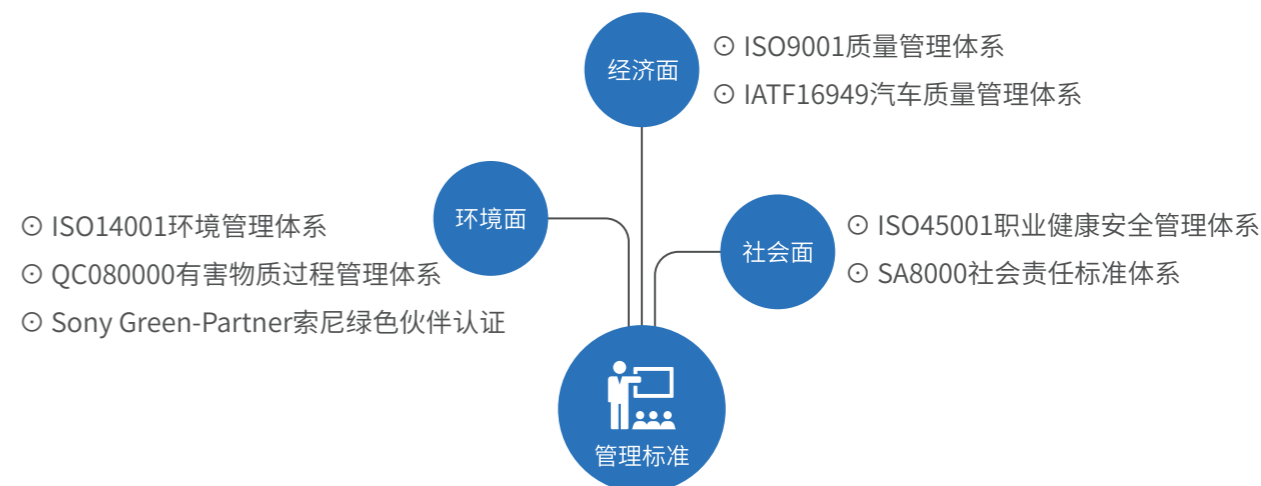 经济面
⊙ ISO9001质量管理体系
⊙ IATF16949汽车质量管理体系
环境面
⊙ ISO14001环境管理体系
⊙ QC080000有害物质过程管理体系
⊙ Sony Green-Partner索尼绿色伙伴认证
社会面
⊙ ISO45001职业健康安全管理体系
⊙ SA8000社会责任标准体系
管理标准